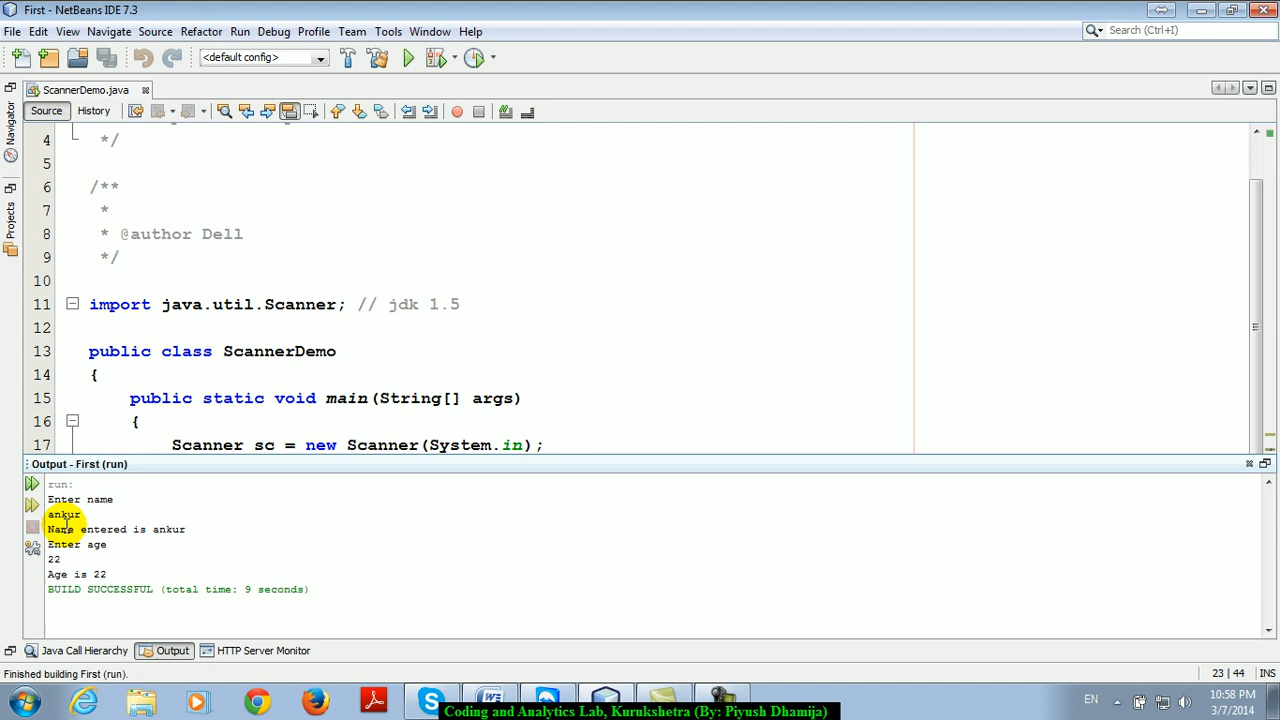 First - NetBeans IDE 7.3
File Edit View Navigate Source Refactor Run Debug Profile Team Tools Window Help
Search (Ctrl+I)
<default config>
ScannerDemo.java
Source History
Navigator
Projects
4 */
5
6 /**
7 *
8 * @author Dell
9 */
10
11 import java.util.Scanner; // jdk 1.5
12
13 public class ScannerDemo
14 {
15 public static void main(String[] args)
16 {
17 Scanner sc = new Scanner(System.in);
Output - First (run)
run:
Enter name
ankur
Name entered is ankur
Enter age
22
Age is 22
BUILD SUCCESSFUL (total time: 9 seconds)
Java Call Hierarchy Output HTTP Server Monitor
Finished building First (run).
23 | 44 INS
EN
10:58 PM
3/7/2014
Coding and Analytics Lab, Kurukshetra (By: Piyush Dhamija)